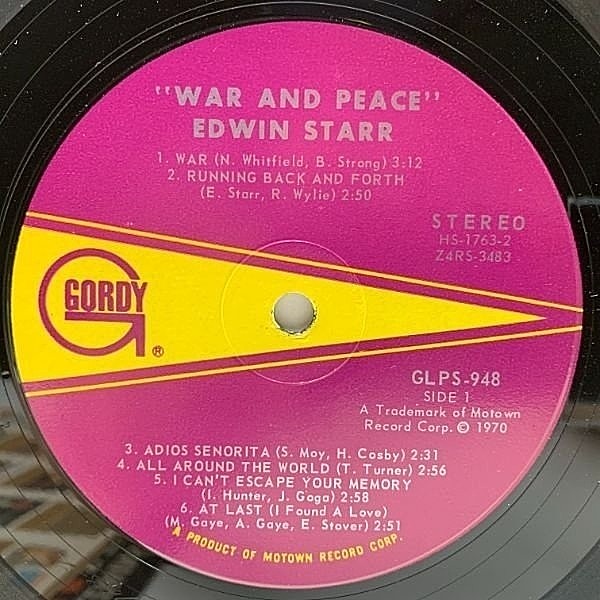 "WAR AND PEACE"
EDWIN STARR
1. WAR (N. Whitfield, B. Strong) 3:12
2. RUNNING BACK AND FORTH
(E. Starr, R. Wylie) 2:50
STEREO
HS-1763-2
Z4RS-3483
GORDY
®
GLPS-948
SIDE 1
A Trademark of Motown
Record Corp. © 1970
3. ADIOS SENORITA (S. Moy, H. Cosby) 2:31
4. ALL AROUND THE WORLD (T. Turner) 2:56
5. I CAN'T ESCAPE YOUR MEMORY
(I. Hunter, J. Goga) 2:58
6. AT LAST (I Found A Love)
(M. Gaye, A. Gaye, E. Stover) 2:51
A PRODUCT OF MOTOWN RECORD CORP.